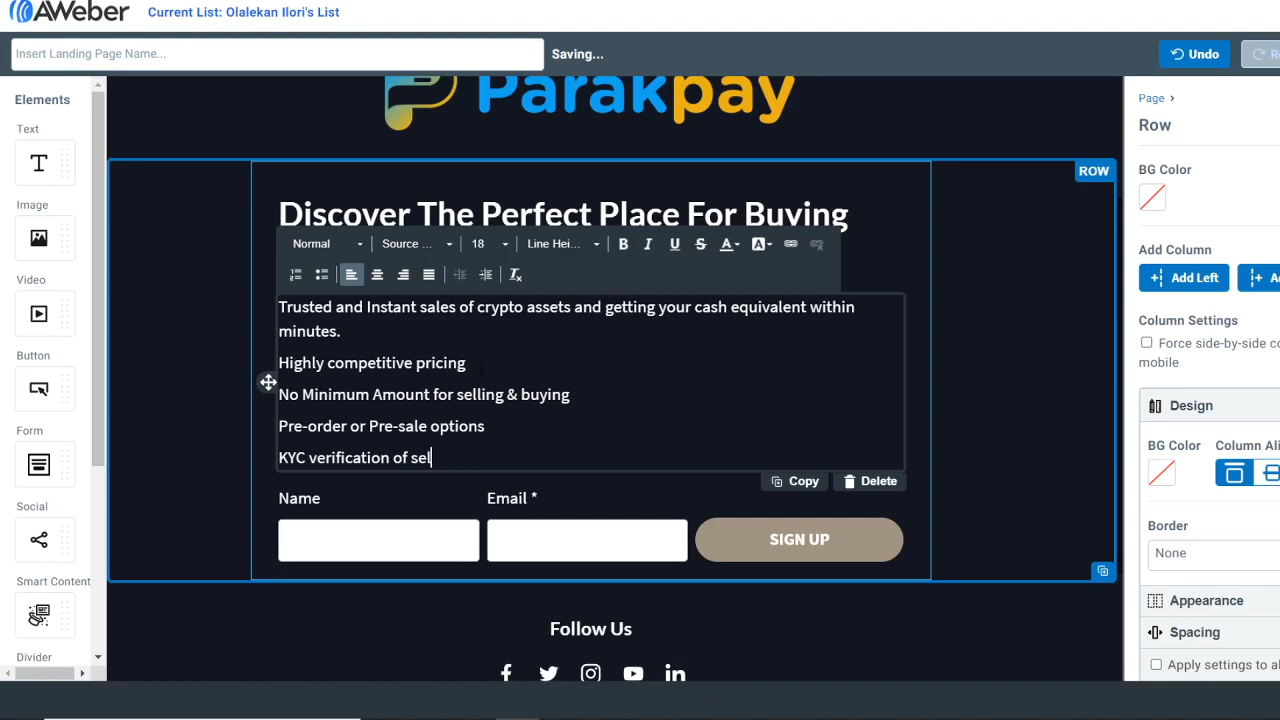 AWeber
Current List: Olalekan Ilori's List
Insert Landing Page Name...
Saving...
Undo
Elements
Text
Image
Video
Button
Form
Social
Smart Content
Divider
Parakpay
ROW
Discover The Perfect Place For Buying
Normal
Source ...
18
Line Hei...
Trusted and Instant sales of crypto assets and getting your cash equivalent within
minutes.
Highly competitive pricing
No Minimum Amount for selling & buying
Pre-order or Pre-sale options
KYC verification of sel
Copy
Delete
Name
Email *
SIGN UP
Follow Us
Page
Row
BG Color
Add Column
Add Left
Column Settings
Force side-by-side
mobile
Design
BG Color
Column
Border
None
Appearance
Spacing
Apply settings to